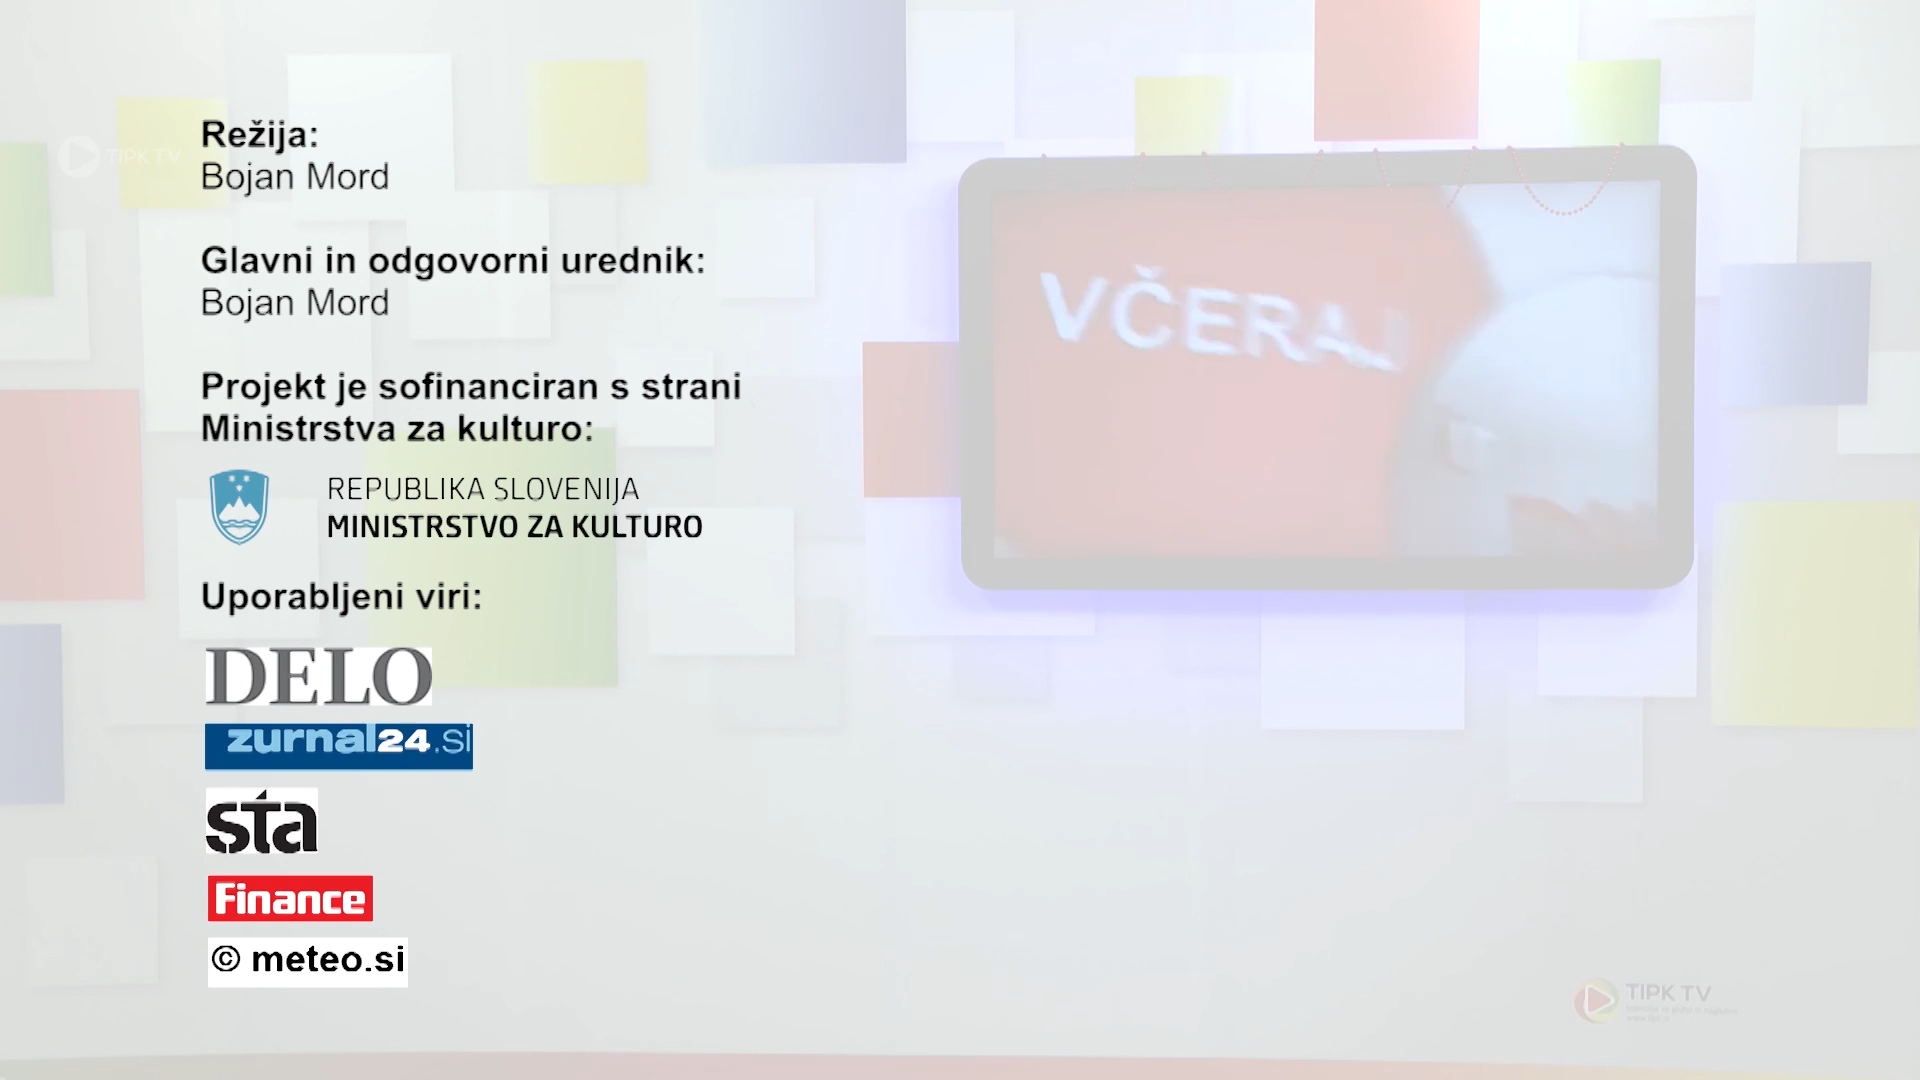 TIPK TV
Režija:
Bojan Mord
Glavni in odgovorni urednik:
Bojan Mord
Projekt je sofinanciran s strani
Ministrstva za kulturo:
REPUBLIKA SLOVENIJA
MINISTRSTVO ZA KULTURO
Uporabljeni viri:
DELO
zurnal24.si
sta
Finance
© meteo.si
VČERAJ
TIPK TV